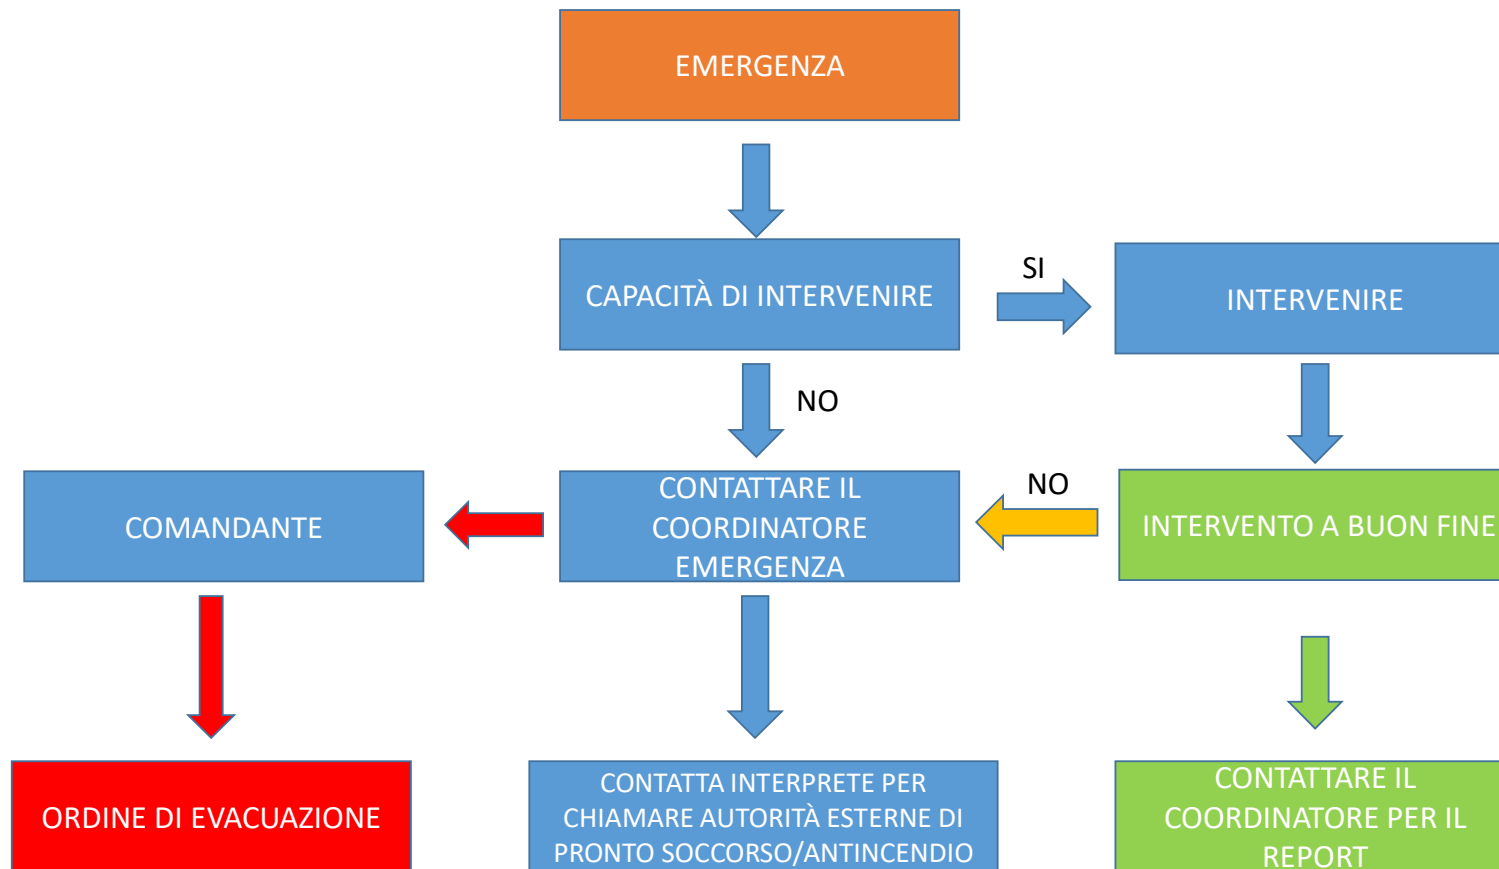 EMERGENZA
CAPACITÀ DI INTERVENIRE
SI
INTERVENIRE
NO
COMANDANTE
CONTATTARE IL
COORDINATORE
EMERGENZA
NO
INTERVENTO A BUON FINE
ORDINE DI EVACUAZIONE
CONTATTA INTERPRETE PER
CHIAMARE AUTORITÀ ESTERNE DI
PRONTO SOCCORSO/ANTINCENDIO
CONTATTARE IL
COORDINATORE PER IL
REPORT